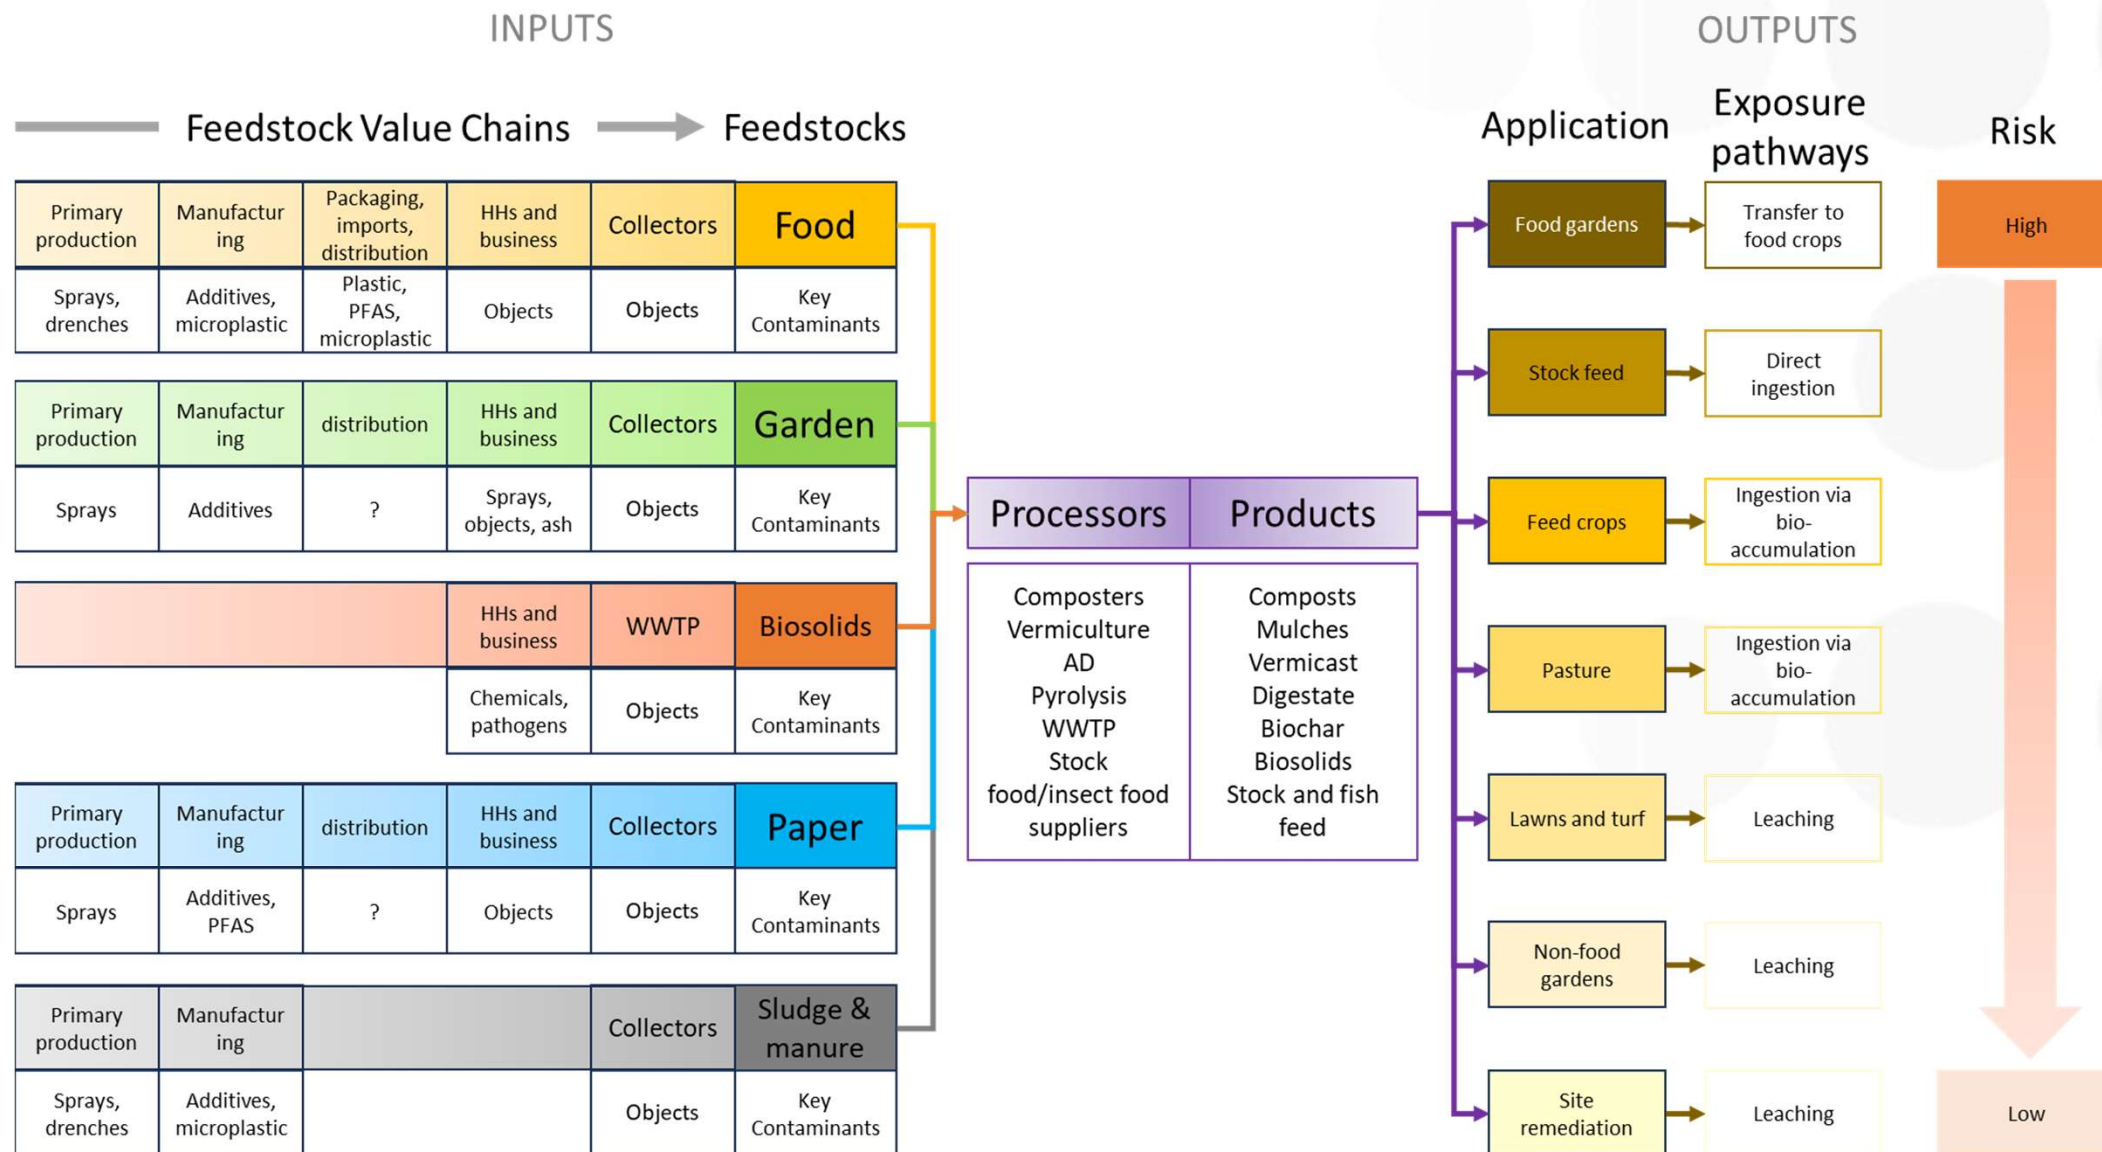 INPUTS
OUTPUTS
Feedstock Value Chains
Feedstocks
Application
Exposure
pathways
Risk
Primary
production
Manufactur
ing
Packaging,
imports,
distribution
HHs and
business
Collectors
Food
Sprays,
drenches
Additives,
microplastic
Plastic,
PFAS,
microplastic
Objects
Objects
Key
Contaminants
Primary
production
Manufactur
ing
distribution
HHs and
business
Collectors
Garden
Sprays
Additives
?
Sprays,
objects, ash
Objects
Key
Contaminants
HHs and
business
WWTP
Biosolids
Chemicals,
pathogens
Objects
Key
Contaminants
Primary
production
Manufactur
ing
distribution
HHs and
business
Collectors
Paper
Sprays
Additives,
PFAS
?
Objects
Objects
Key
Contaminants
Primary
production
Manufactur
ing
Collectors
Sludge &
manure
Sprays,
drenches
Additives,
microplastic
Objects
Key
Contaminants
Processors
Products
Composters
Vermiculture
AD
Pyrolysis
WWTP
Stock
food/insect food
suppliers
Composts
Mulches
Vermicast
Digestate
Biochar
Biosolids
Stock and fish
feed
Food gardens
Transfer to
food crops
High
Stock feed
Direct
ingestion
Feed crops
Ingestion via
bio-
accumulation
Pasture
Ingestion via
bio-
accumulation
Lawns and turf
Leaching
Non-food
gardens
Leaching
Site
remediation
Leaching
Low